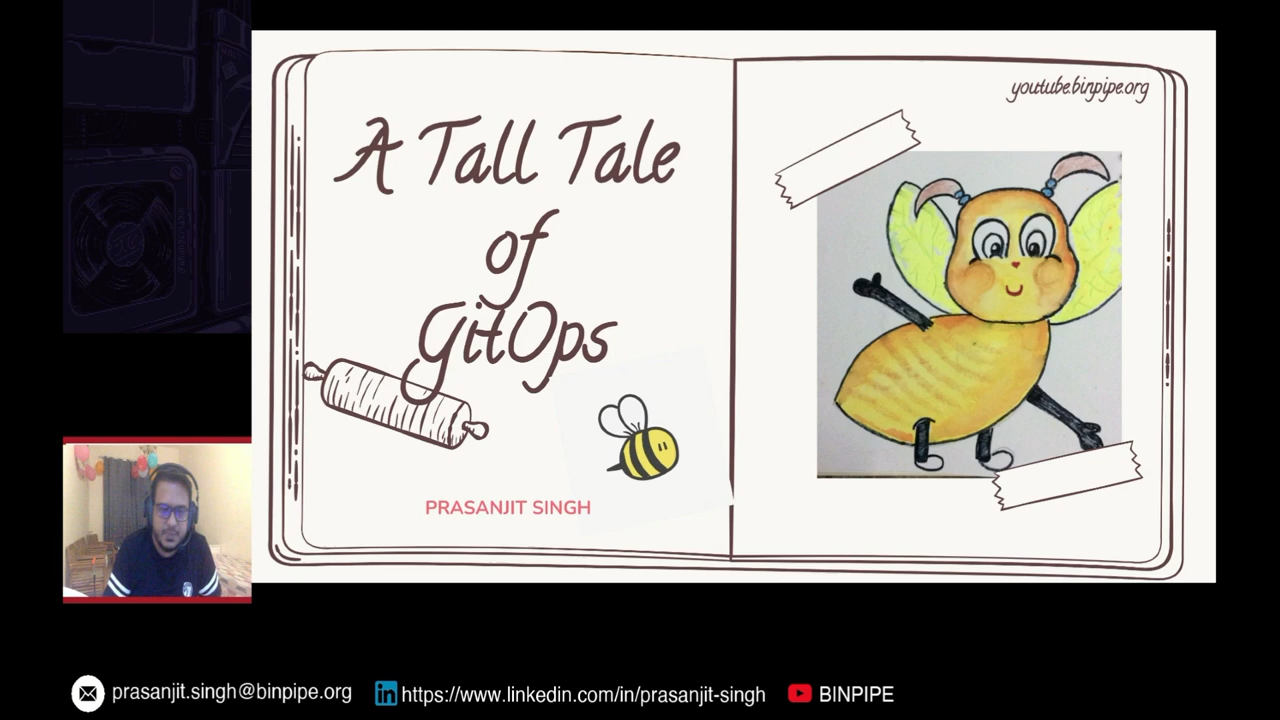 youtube.binpipe.org
A Tall Tale
of
GitOps
PRASANJIT SINGH
prasanjit.singh@binpipe.org
in https://www.linkedin.com/in/prasanjit-singh
BINPIPE